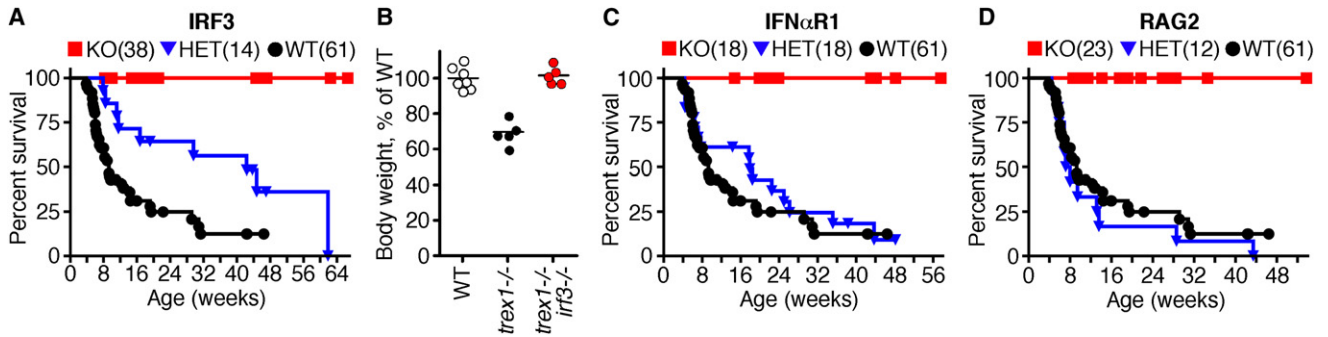 A
IRF3
KO(38) HET(14) WT(61)
Percent survival
100
75
50
25
0
0 8 16 24 32 40 48 56 64
Age (weeks)
B
Body weight, % of WT
100
80
60
40
20
0
WT
trex1-/-
trex1-/-
irf3-/-
C
IFNαR1
KO(18) HET(18) WT(61)
Percent survival
100
75
50
25
0
0 8 16 24 32 40 48 56
Age (weeks)
D
RAG2
KO(23) HET(12) WT(61)
Percent survival
100
75
50
25
0
0 8 16 24 32 40 48
Age (weeks)